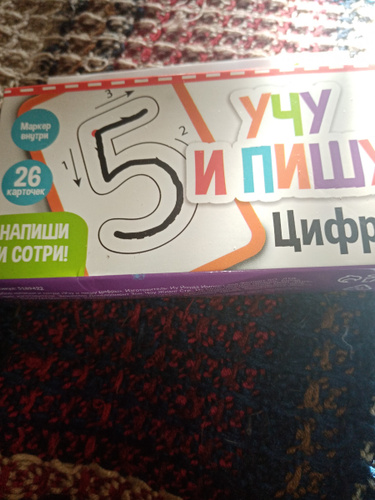 3
1
2
5
Маркер
внутри
26
карточек
НАПИШИ
И СОТРИ!
УЧУ
И ПИШУ
Цифр